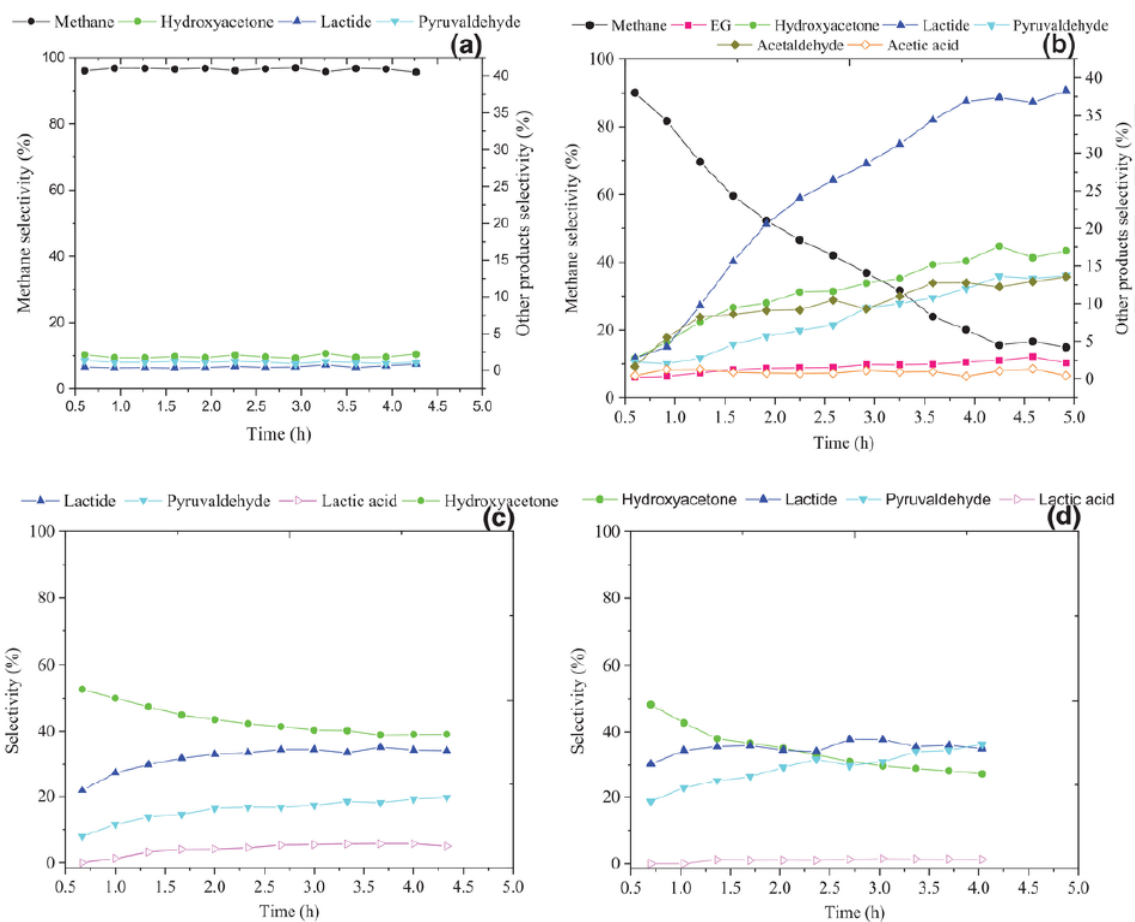 Methane Hydroxyacetone Lactide Pyruvaldehyde
(a)
100
80
60
40
20
0
40
35
30
25
20
15
10
5
0
0.5 1.0 1.5 2.0 2.5 3.0 3.5 4.0 4.5 5.0
Time (h)
Methane selectivity (%)
Other products selectivity (%)
Methane EG Hydroxyacetone Lactide Pyruvaldehyde
Acetaldehyde Acetic acid
(b)
100
80
60
40
20
0
40
35
30
25
20
15
10
5
0
0.5 1.0 1.5 2.0 2.5 3.0 3.5 4.0 4.5 5.0
Time (h)
Methane selectivity (%)
Other products selectivity (%)
Lactide Pyruvaldehyde Lactic acid Hydroxyacetone
(c)
100
80
60
40
20
0
0.5 1.0 1.5 2.0 2.5 3.0 3.5 4.0 4.5 5.0
Time (h)
Selectivity (%)
Hydroxyacetone Lactide Pyruvaldehyde Lactic acid
(d)
100
80
60
40
20
0
0.5 1.0 1.5 2.0 2.5 3.0 3.5 4.0 4.5 5.0
Time (h)
Selectivity (%)